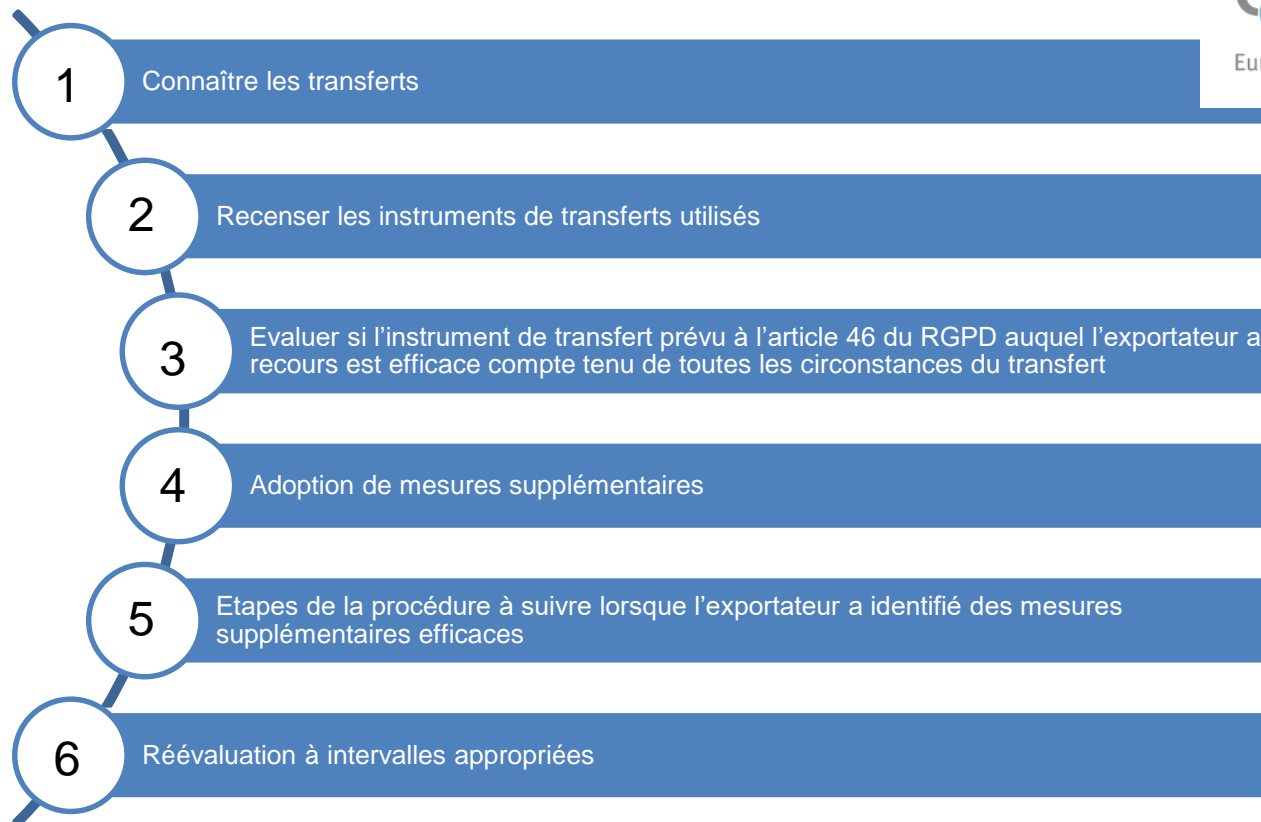 Eur
1
Connaître les transferts
2
Recenser les instruments de transferts utilisés
3
Evaluer si l’instrument de transfert prévu à l’article 46 du RGPD auquel l’exportateur a
recours est efficace compte tenu de toutes les circonstances du transfert
4
Adoption de mesures supplémentaires
5
Etapes de la procédure à suivre lorsque l’exportateur a identifié des mesures
supplémentaires efficaces
6
Réévaluation à intervalles appropriées